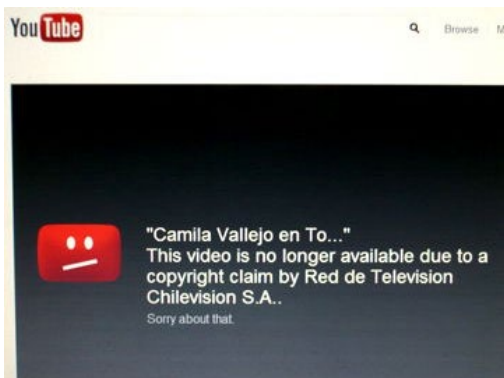 YouTube
Browse
"Camila Vallejo en To..."
This video is no longer available due to a
copyright claim by Red de Television
Chilevision S.A..
Sorry about that.